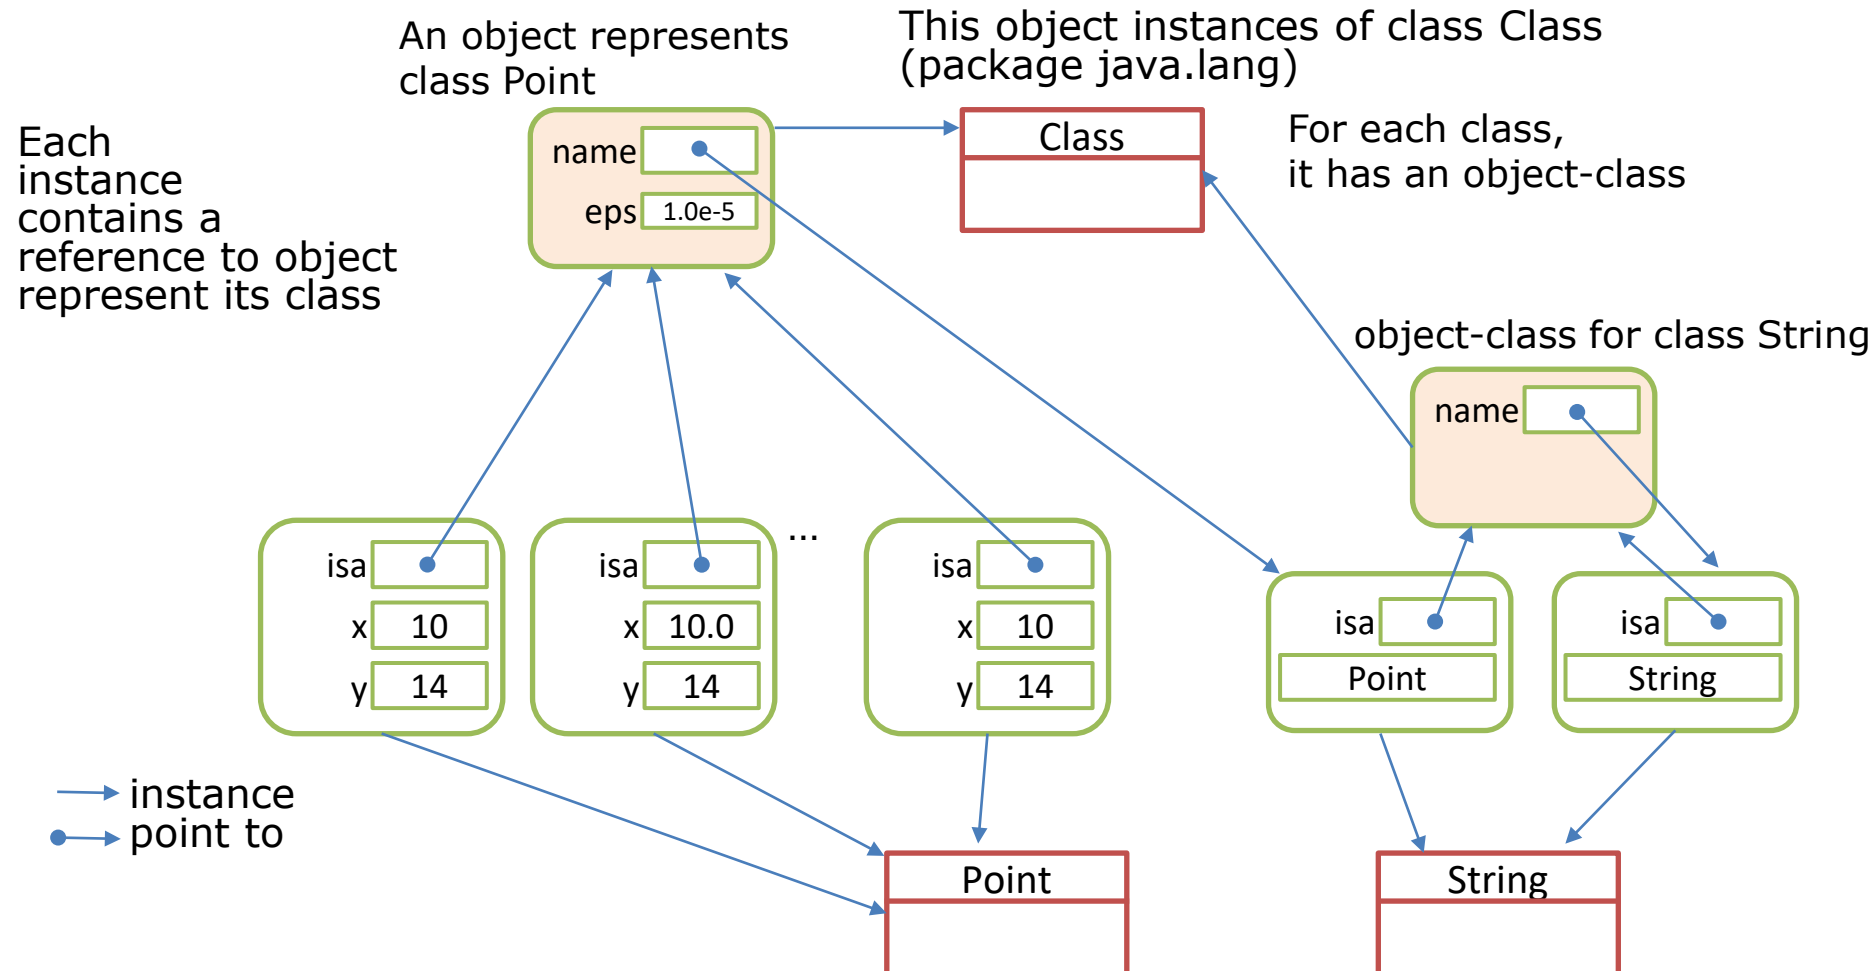 An object represents
class Point
This object instances of class Class
(package java.lang)
Each
instance
contains a
reference to object
represent its class
name
eps 1.0e-5
Class
For each class,
it has an object-class
object-class for class String
name
isa
x 10
y 14
isa
x 10.0
y 14
...
isa
x 10
y 14
isa
Point
isa
String
instance
point to
Point
String